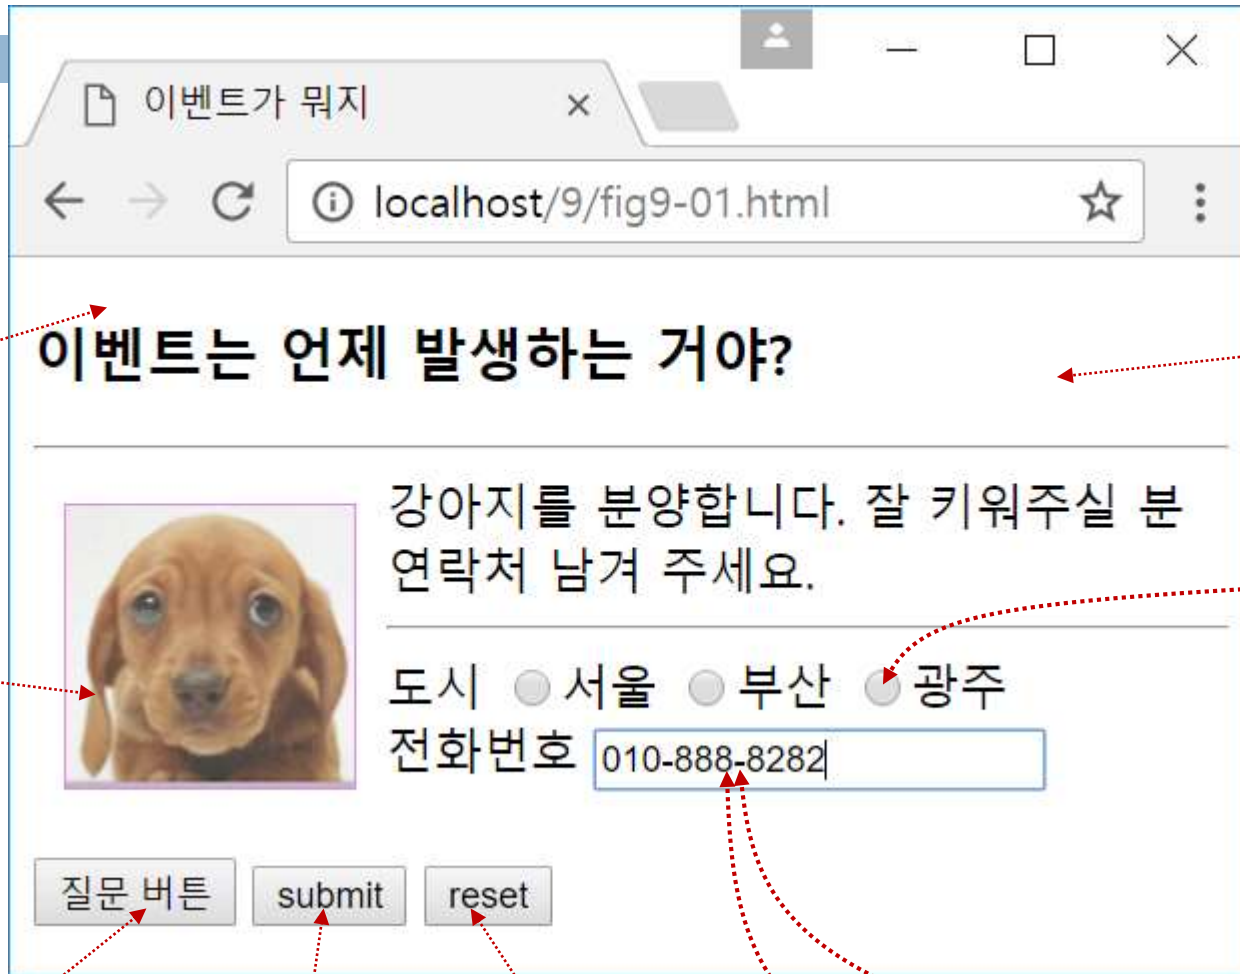 이벤트가 뭐지
localhost/9/fig9-01.html
이벤트는 언제 발생하는 거야?
강아지를 분양합니다. 잘 키워주실 분
연락처 남겨 주세요.
도시 서울 부산 광주
전화번호 010-888-8282
질문 버튼 submit reset